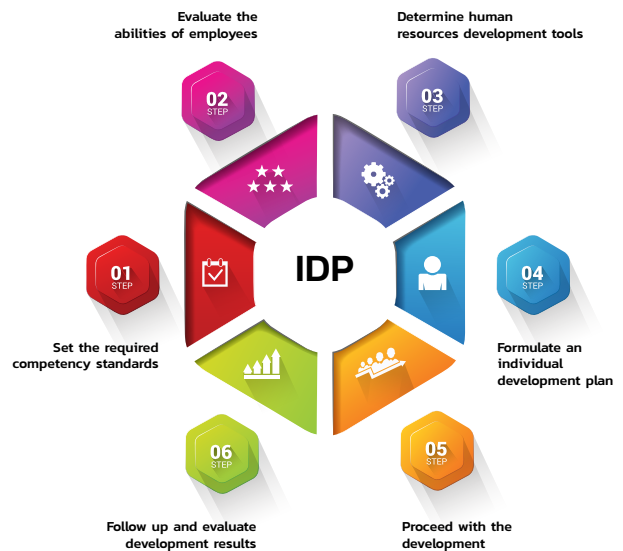 Evaluate the
abilities of employees
Determine human
resources development tools
02
STEP
03
STEP
IDP
01
STEP
04
STEP
Set the required
competency standards
Formulate an
individual
development plan
06
STEP
05
STEP
Follow up and evaluate
development results
Proceed with the
development